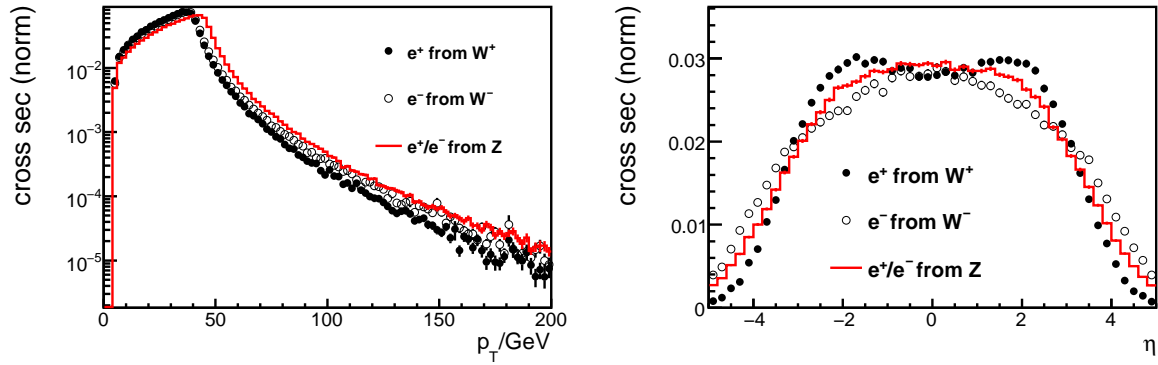 cross sec (norm)
10⁻²
10⁻³
10⁻⁴
10⁻⁵
e⁺ from W⁺
e⁻ from W⁻
e⁺/e⁻ from Z
0 50 100 150 200
p_T/GeV
cross sec (norm)
0.03
0.02
0.01
0.00
e⁺ from W⁺
e⁻ from W⁻
e⁺/e⁻ from Z
−4 −2 0 2 4
η